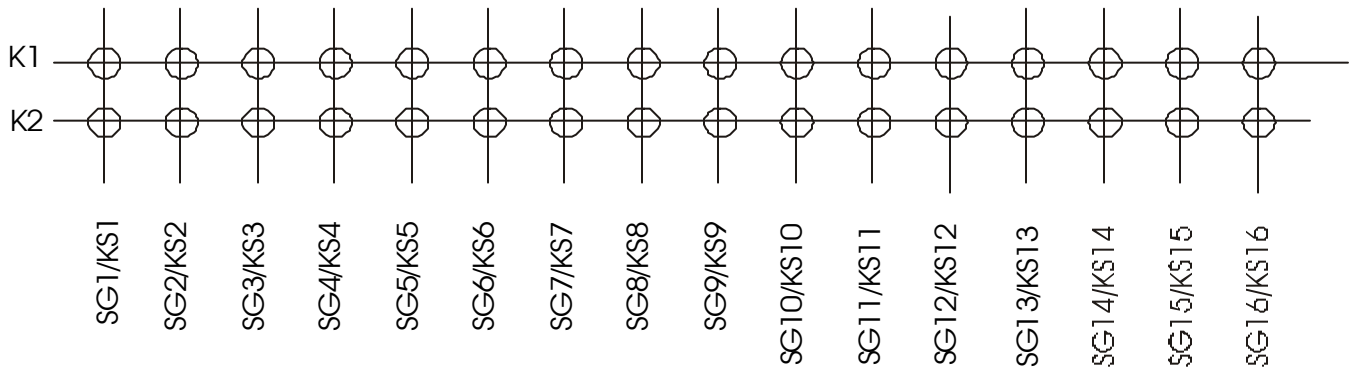 K1
K2
SG1/KS1
SG2/KS2
SG3/KS3
SG4/KS4
SG5/KS5
SG6/KS6
SG7/KS7
SG8/KS8
SG9/KS9
SG10/KS10
SG11/KS11
SG12/KS12
SG13/KS13
SG14/KS14
SG15/KS15
SG16/KS16